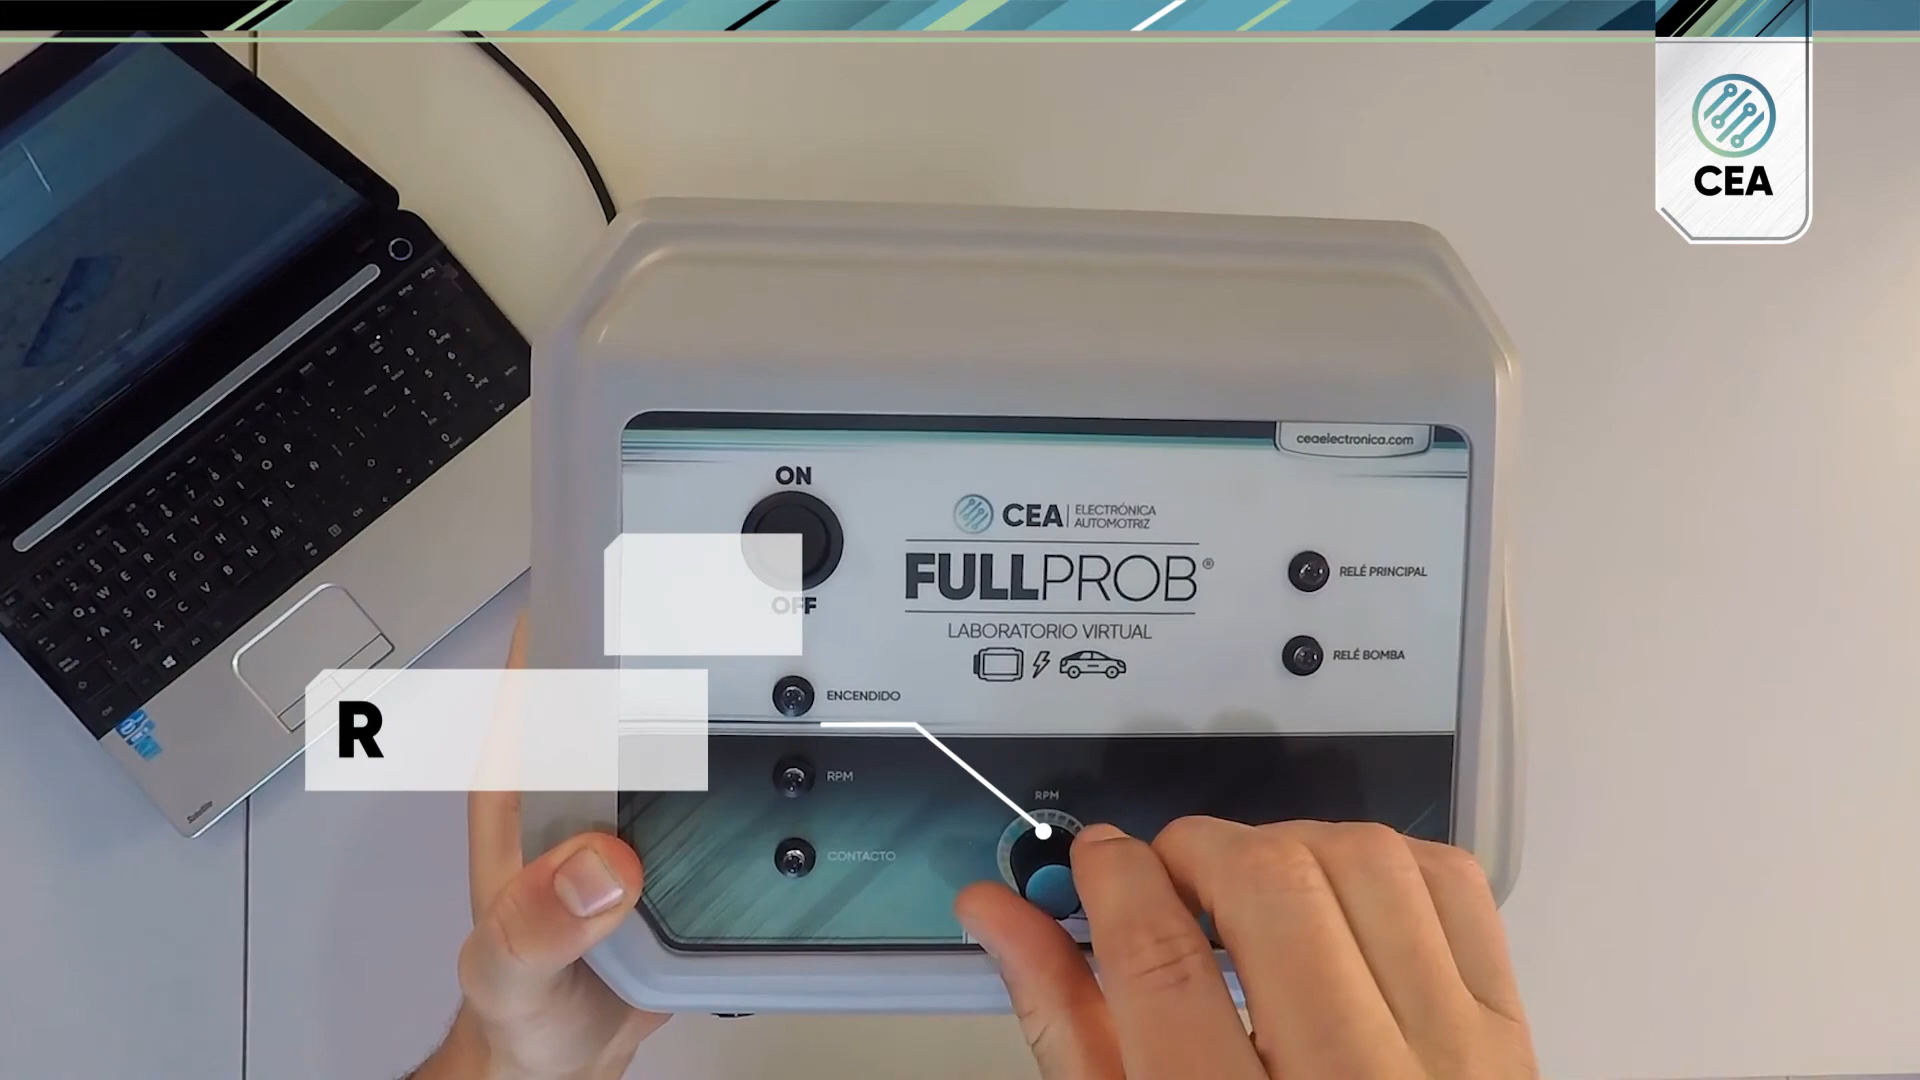 CEA
ceaelectronica.com
ON
OFF
CEA
ELECTRÓNICA
AUTOMOTRIZ
FULLPROB®
LABORATORIO VIRTUAL
RELÉ PRINCIPAL
RELÉ BOMBA
ENCENDIDO
R
RPM
RPM
CONTACTO
Satellite